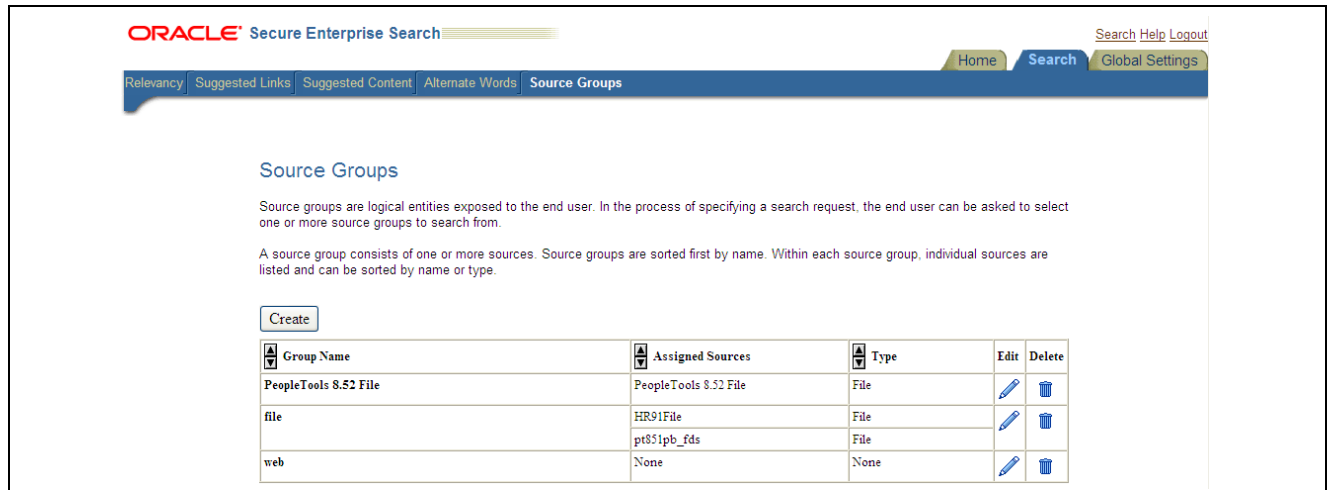 ORACLE® Secure Enterprise Search
Search Help Logout
Home Search Global Settings
Relevancy Suggested Links Suggested Content Alternate Words Source Groups
Source Groups
Source groups are logical entities exposed to the end user. In the process of specifying a search request, the end user can be asked to select
one or more source groups to search from.
A source group consists of one or more sources. Source groups are sorted first by name. Within each source group, individual sources are
listed and can be sorted by name or type.
Create
Group Name Assigned Sources Type Edit Delete
PeopleTools 8.52 File PeopleTools 8.52 File File
file HR91File File
pt851pb_fds File
web None None